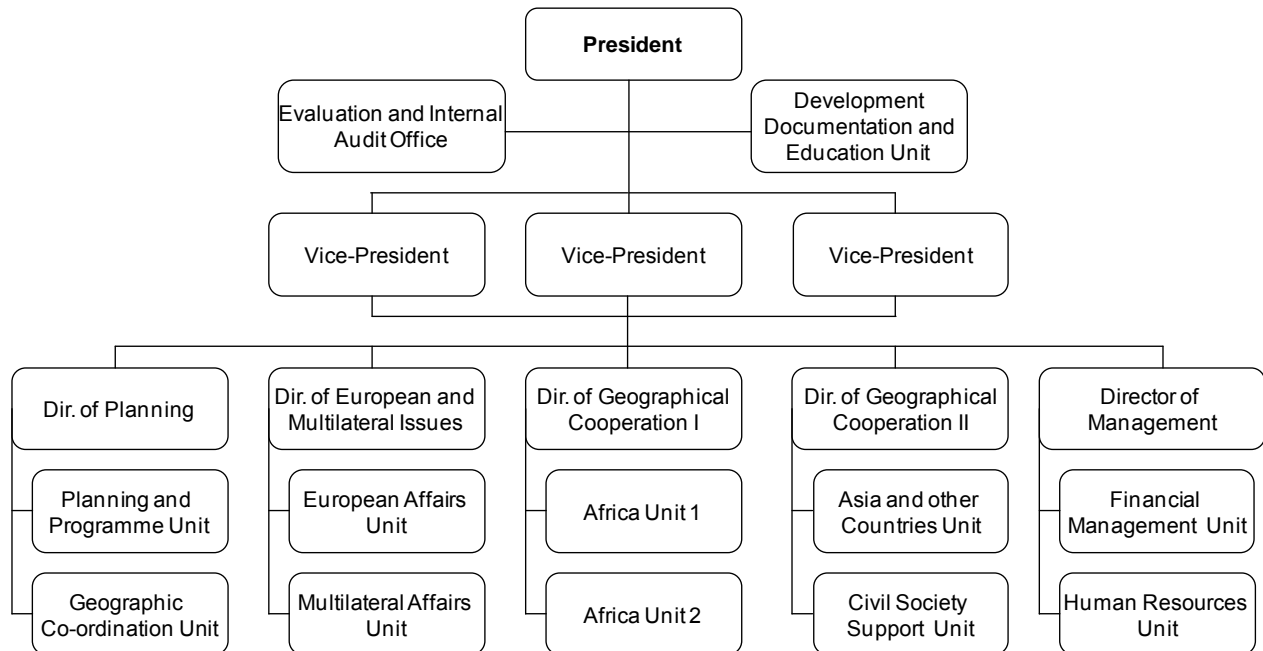 President
Evaluation and Internal
Audit Office
Development
Documentation and
Education Unit
Vice-President
Vice-President
Vice-President
Dir. of Planning
Dir. of European and
Multilateral Issues
Dir. of Geographical
Cooperation I
Dir. of Geographical
Cooperation II
Director of
Management
Planning and
Programme Unit
European Affairs
Unit
Africa Unit 1
Asia and other
Countries Unit
Financial
Management Unit
Geographic
Co-ordination Unit
Multilateral Affairs
Unit
Africa Unit 2
Civil Society
Support Unit
Human Resources
Unit